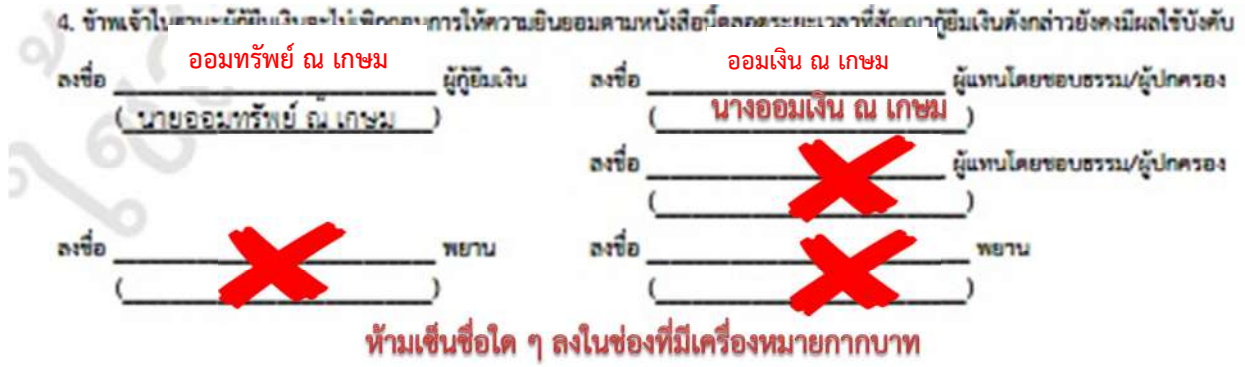 4. ข้าพเจ้าในฐานะผู้กู้ยืมเงินจะไม่เพิกถอนการให้ความยินยอมตามหนังสือนี้ตลอดระยะเวลาที่สัญญากู้ยืมเงินดังกล่าวยังคงมีผลใช้บังคับ
ลงชื่อ ออมทรัพย์ ณ เกษม ผู้กู้ยืมเงิน ลงชื่อ ออมเงิน ณ เกษม ผู้แทนโดยชอบธรรม/ผู้ปกครอง
( นายออมทรัพย์ ณ เกษม ) ( นางออมเงิน ณ เกษม )
ลงชื่อ ผู้แทนโดยชอบธรรม/ผู้ปกครอง
( )
ลงชื่อ พยาน ลงชื่อ พยาน
( ) ( )
ห้ามเซ็นชื่อใด ๆ ลงในช่องที่มีเครื่องหมายกากบาท